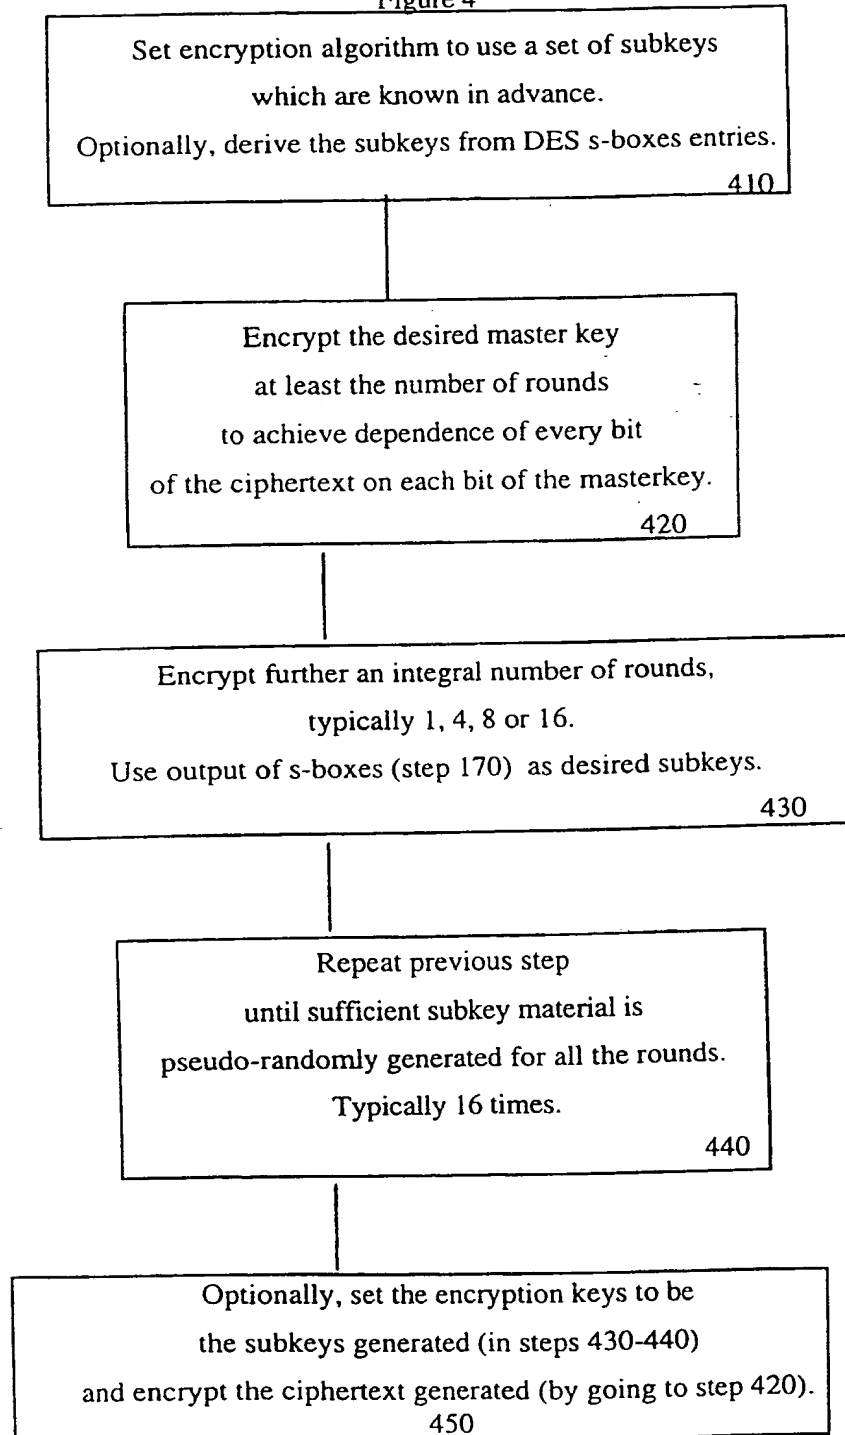 Figure 4
Set encryption algorithm to use a set of subkeys
which are known in advance.
Optionally, derive the subkeys from DES s-boxes entries.
410
Encrypt the desired master key
at least the number of rounds
to achieve dependence of every bit
of the ciphertext on each bit of the masterkey.
420
Encrypt further an integral number of rounds,
typically 1, 4, 8 or 16.
Use output of s-boxes (step 170) as desired subkeys.
430
Repeat previous step
until sufficient subkey material is
pseudo-randomly generated for all the rounds.
Typically 16 times.
440
Optionally, set the encryption keys to be
the subkeys generated (in steps 430-440)
and encrypt the ciphertext generated (by going to step 420).
450